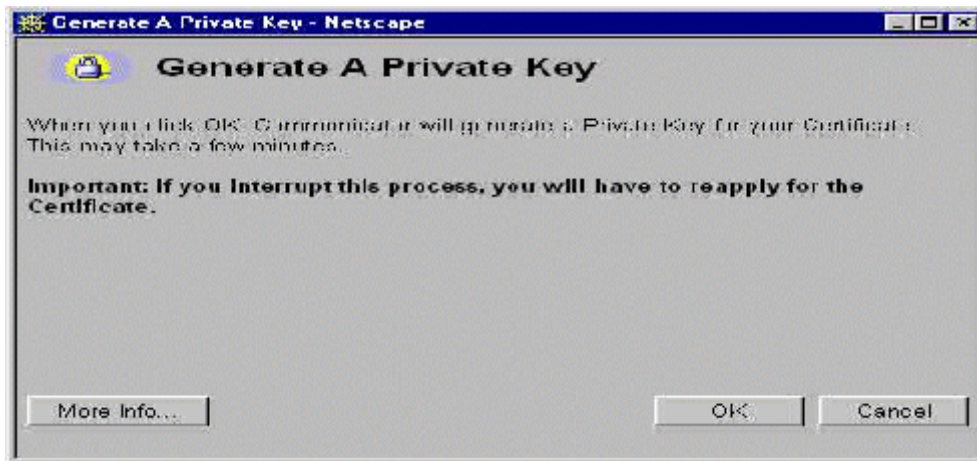 Generate A Private Key - Netscape
Generate A Private Key
When you click OK, Communicator will generate a Private Key for your Certificate.
This may take a few minutes.
Important: If you interrupt this process, you will have to reapply for the
Certificate.
More Info...
OK
Cancel